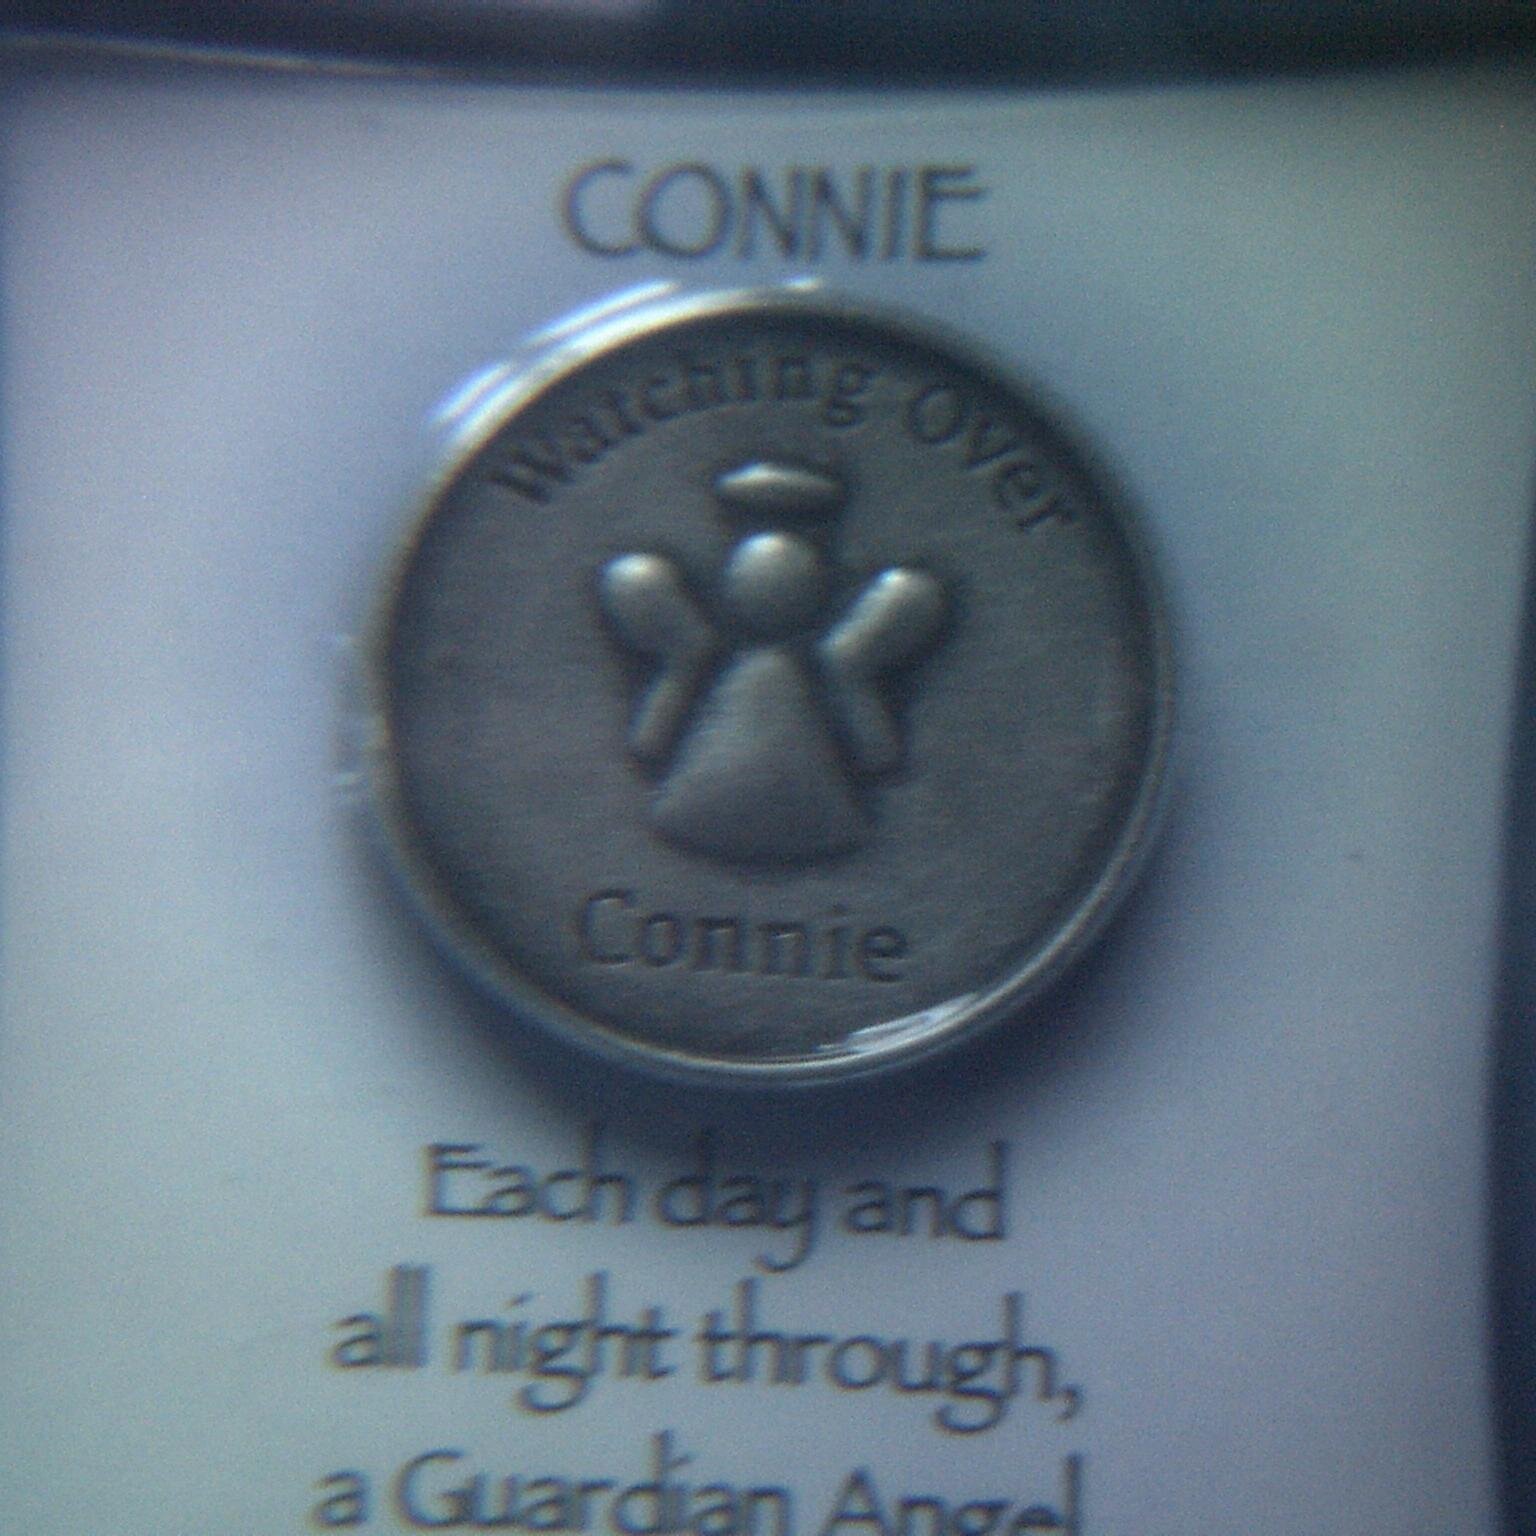 CONNIE
Watching Over
Connie
Each day and
all night through,
a Guardian Angel